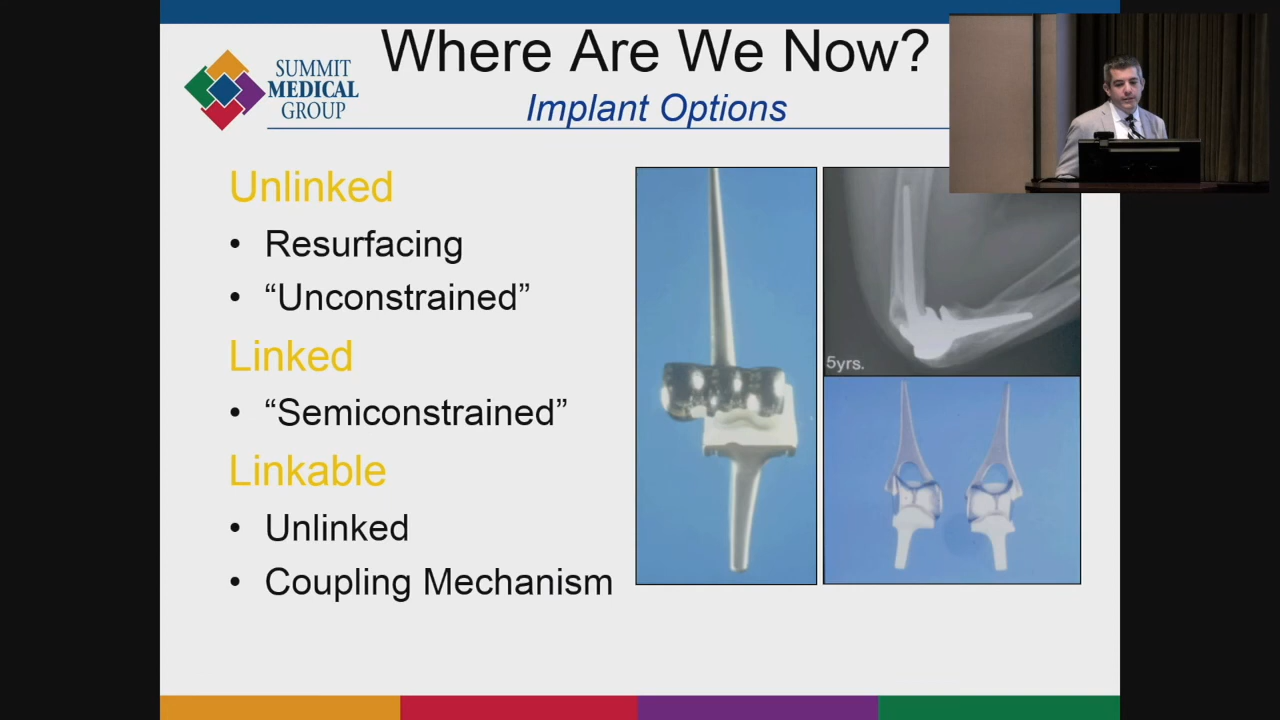 Where Are We Now?
SUMMIT
MEDICAL
GROUP
Implant Options
Unlinked
• Resurfacing
• “Unconstrained”
Linked
• “Semiconstrained”
Linkable
• Unlinked
• Coupling Mechanism
5yrs.